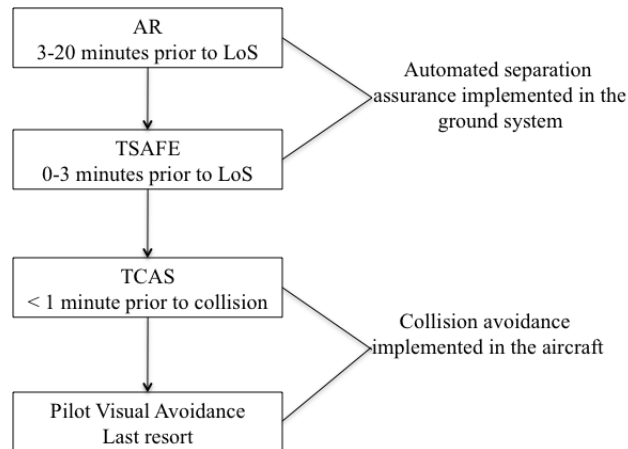 AR
3-20 minutes prior to LoS
Automated separation
assurance implemented in the
ground system
TSAFE
0-3 minutes prior to LoS
TCAS
< 1 minute prior to collision
Collision avoidance
implemented in the aircraft
Pilot Visual Avoidance
Last resort